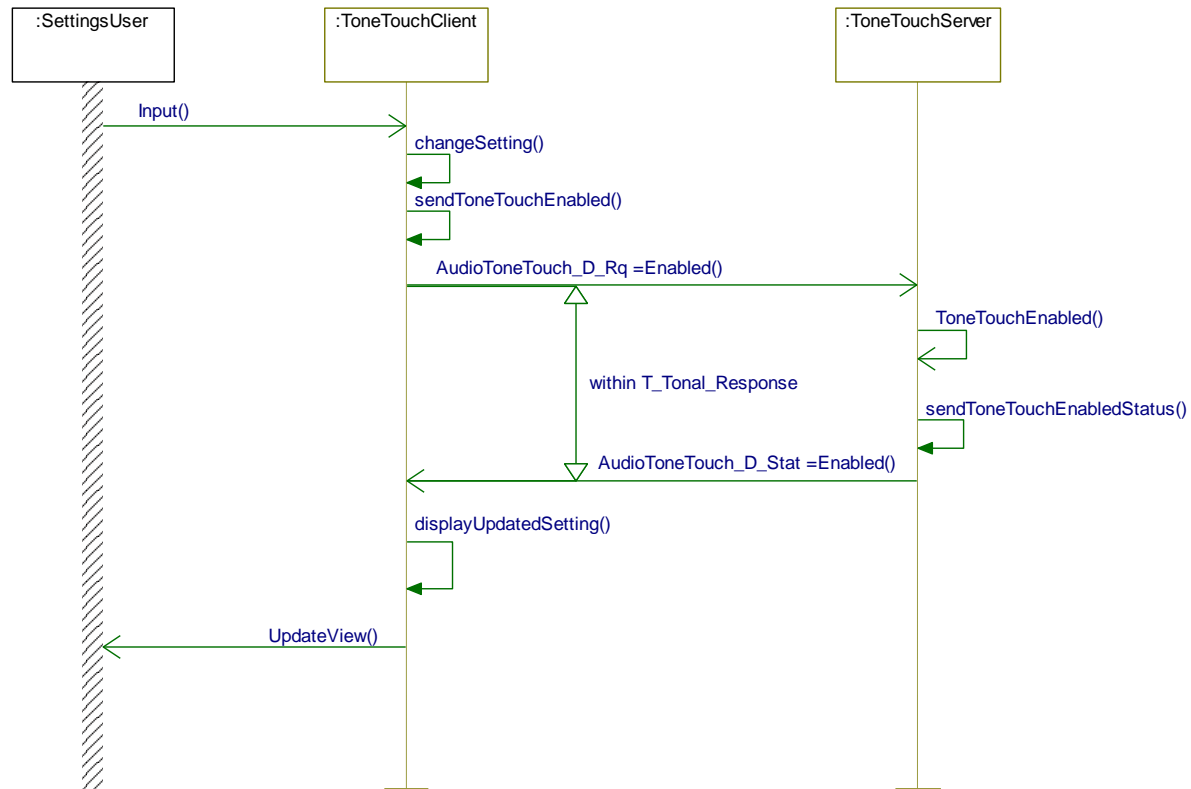 :SettingsUser
:ToneTouchClient
:ToneTouchServer
Input()
changeSetting()
sendToneTouchEnabled()
AudioToneTouch_D_Rq =Enabled()
ToneTouchEnabled()
within T_Tonal_Response
sendToneTouchEnabledStatus()
AudioToneTouch_D_Stat =Enabled()
displayUpdatedSetting()
UpdateView()